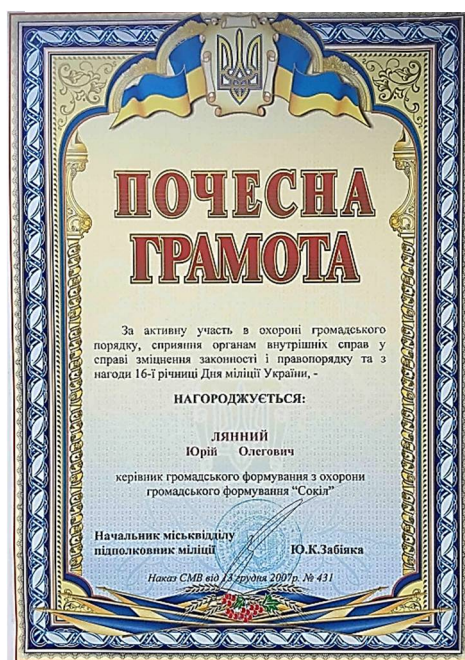 ПОЧЕСНА
ГРАМОТА
За активну участь в охороні громадського
порядку, сприяння органам внутрішніх справ у
справі зміцнення законності і правопорядку та з
нагоди 16-ї річниці Дня міліції України, -
НАГОРОДЖУЄТЬСЯ:
ЛЯННИЙ
Юрій Олегович
керівник громадського формування з охорони
громадського формування "Сокіл"
Начальник міськвідділу
підполковник міліції Ю.К.Забіяка
Наказ СМВ від 13 грудня 2007р. № 431